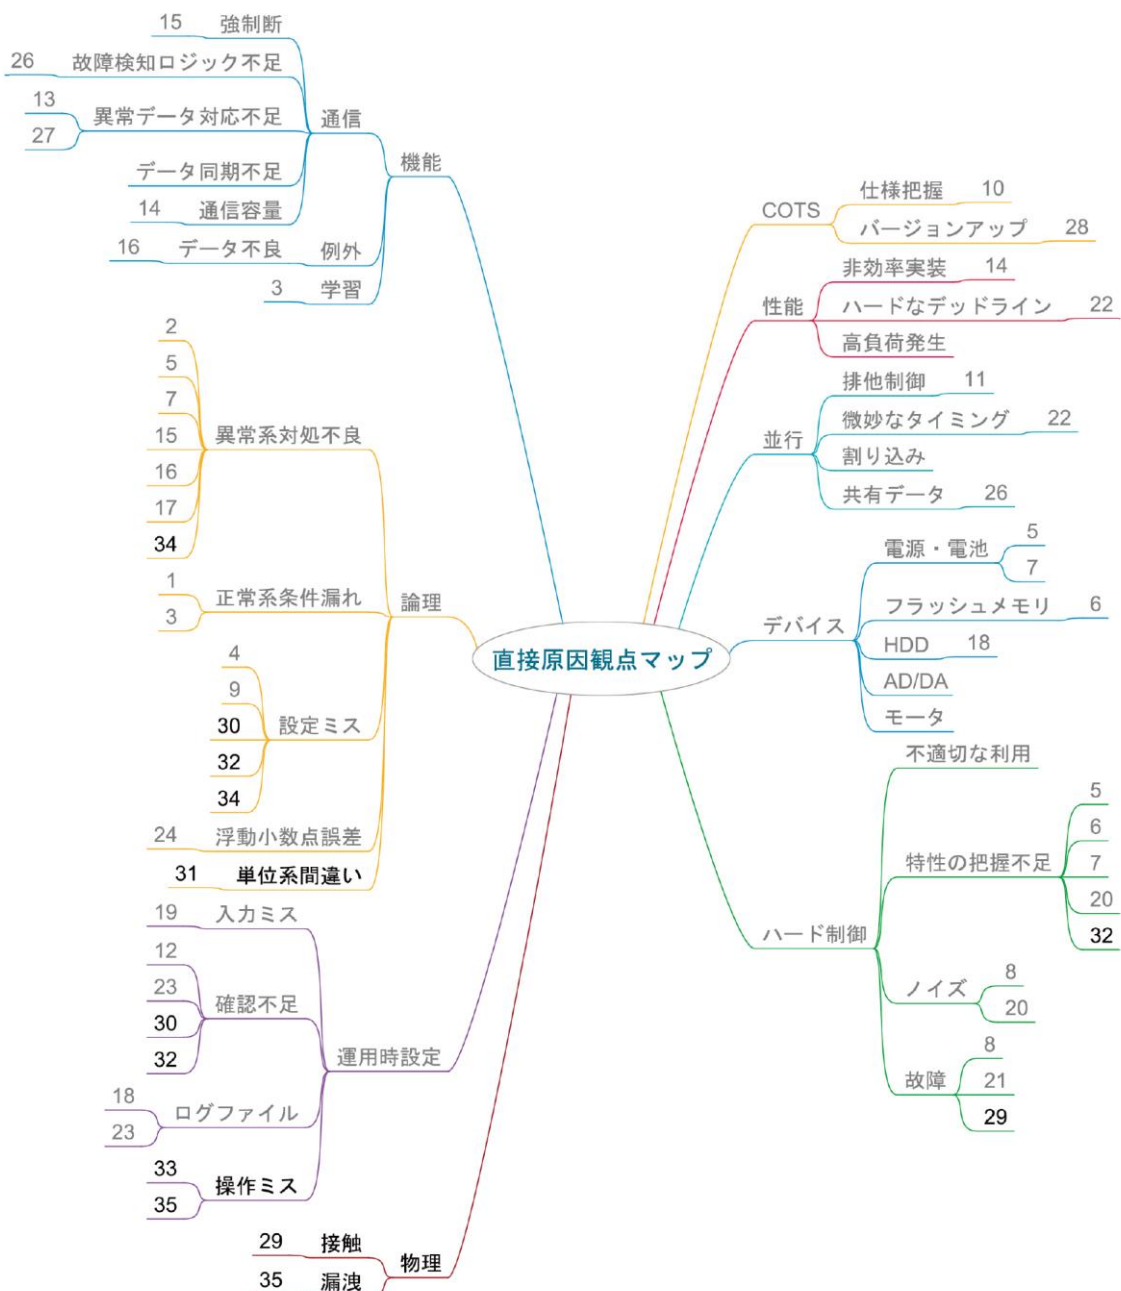 直接原因観点マップ
機能
通信
強制断
15
故障検知ロジック不足
26
異常データ対応不足
13
27
データ同期不足
通信容量
14
例外
データ不良
16
学習
3
論理
異常系対処不良
2
5
7
15
16
17
34
正常系条件漏れ
1
3
設定ミス
4
9
30
32
34
浮動小数点誤差
24
単位系間違い
31
運用時設定
入力ミス
19
確認不足
12
23
30
32
ログファイル
18
23
操作ミス
33
35
物理
接触
29
漏洩
35
COTS
仕様把握
10
バージョンアップ
28
性能
非効率実装
14
ハードなデッドライン
22
高負荷発生
並行
排他制御
11
微妙なタイミング
22
割り込み
共有データ
26
デバイス
電源・電池
5
7
フラッシュメモリ
6
HDD
18
AD/DA
モータ
ハード制御
不適切な利用
特性の把握不足
5
6
7
20
32
ノイズ
8
20
故障
8
21
29